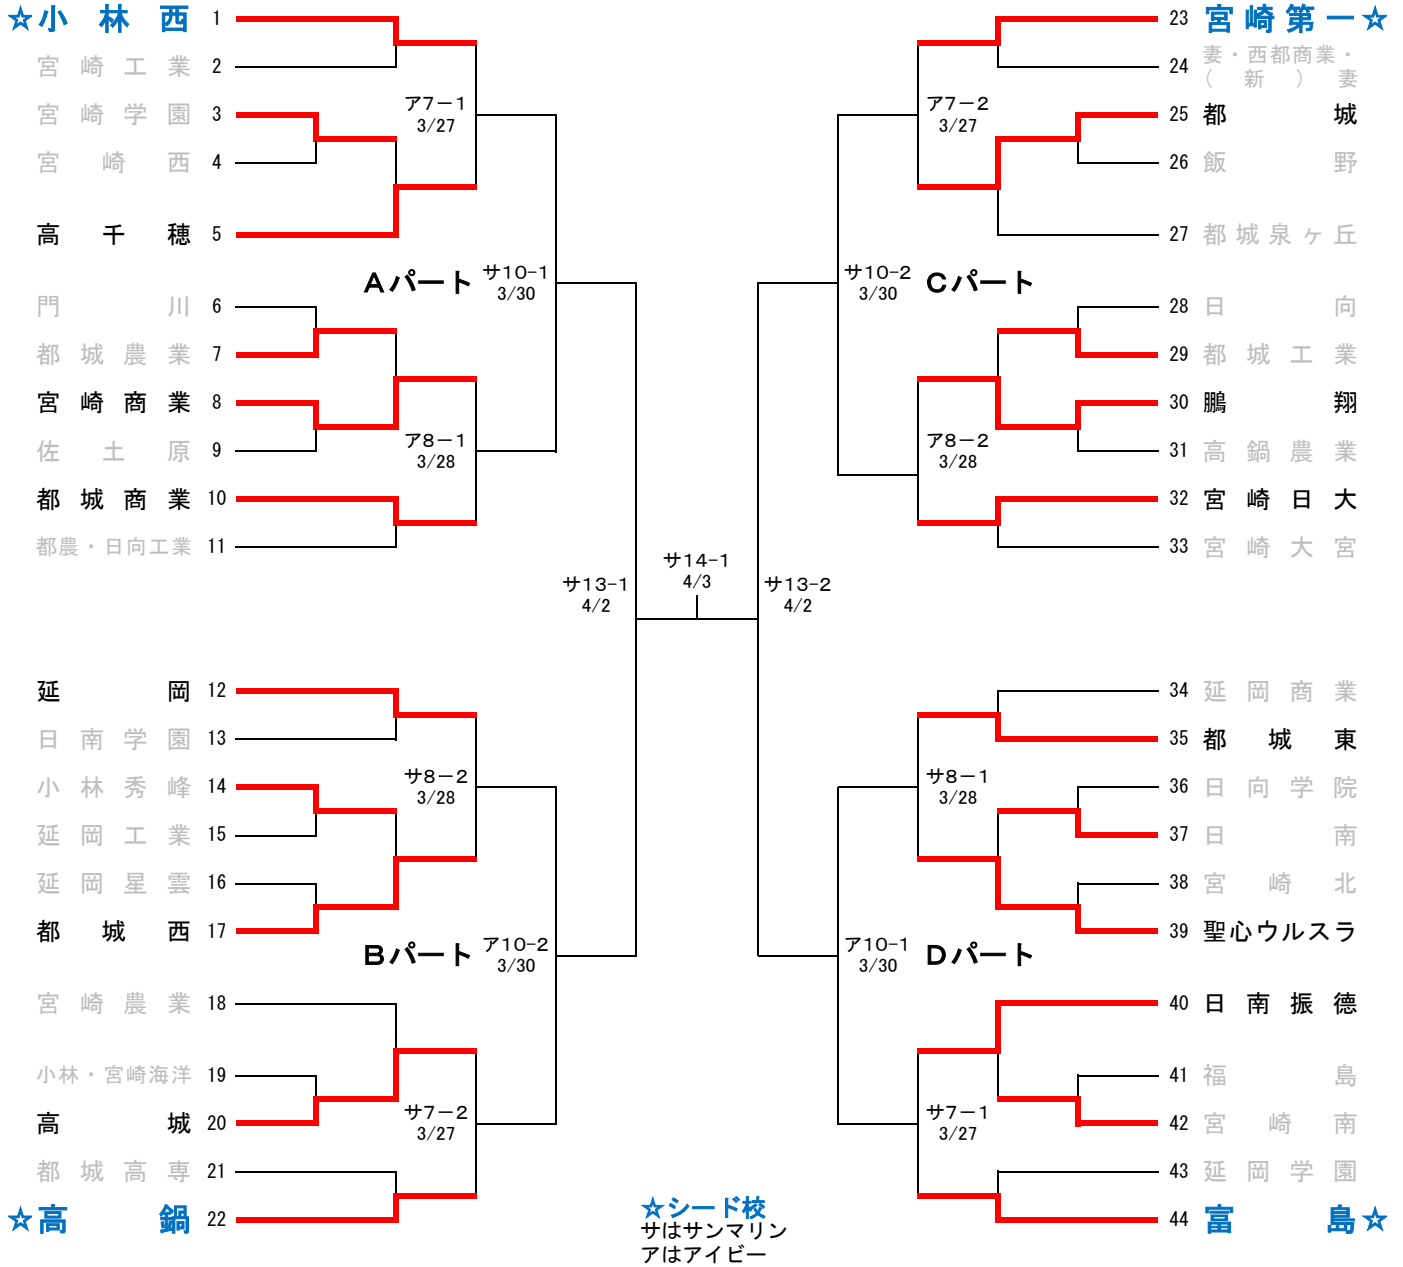 ☆小林西 1
宮崎工業 2
宮崎学園 3
宮崎西 4
高千穂 5
門川 6
都城農業 7
宮崎商業 8
佐土原 9
都城商業 10
都農・日向工業 11
ア7－1
3/27
Aパート
サ10-1
3/30
ア8－1
3/28
サ13-1
4/2
延岡 12
日南学園 13
小林秀峰 14
延岡工業 15
延岡星雲 16
都城西 17
宮崎農業 18
小林・宮崎海洋 19
高城 20
都城高専 21
☆高鍋 22
サ8－2
3/28
Bパート
ア10-2
3/30
サ7－2
3/27
サ14-1
4/3
23 宮崎第一☆
24 妻・西都商業・
(新)妻
25 都城
26 飯野
27 都城泉ヶ丘
28 日向
29 都城工業
30 鵬翔
31 高鍋農業
32 宮崎日大
33 宮崎大宮
ア7－2
3/27
サ10-2
3/30
Cパート
ア8－2
3/28
サ13-2
4/2
34 延岡商業
35 都城東
36 日向学院
37 日南
38 宮崎北
39 聖心ウルスラ
40 日南振徳
41 福島
42 宮崎南
43 延岡学園
44 富島☆
サ8－1
3/28
ア10-1
3/30
Dパート
サ7－1
3/27
☆シード校
サはサンマリン
アはアイビー